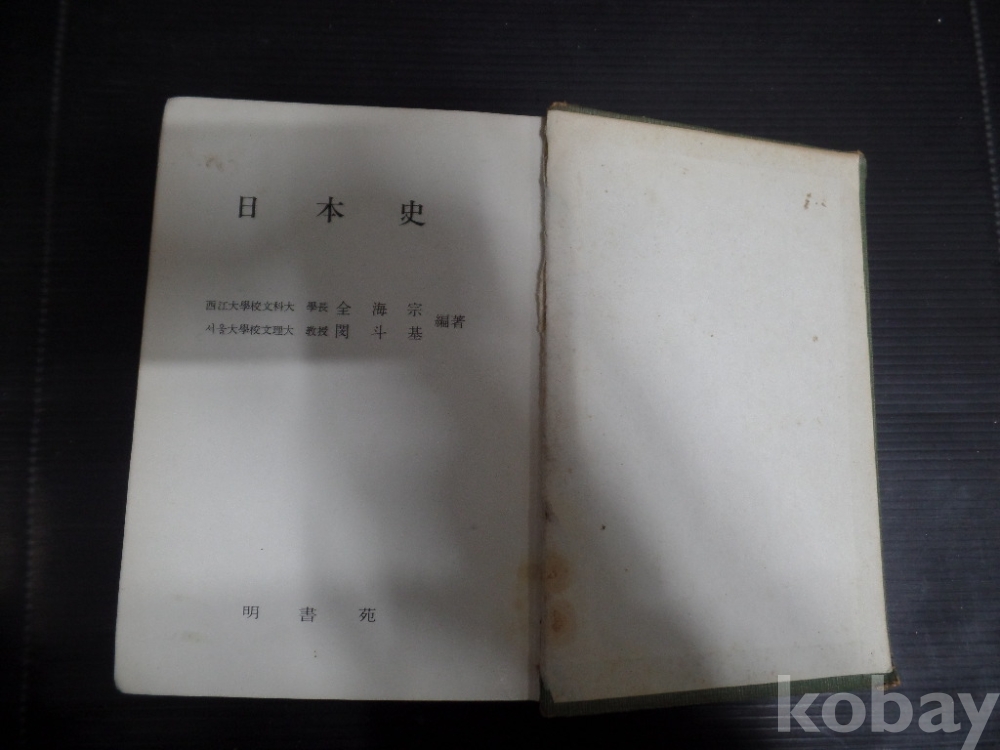 日本史
西江大學校文科大 學長 全海宗
서울大學校文理大 敎授 閔斗基
編著
明書苑
kobay